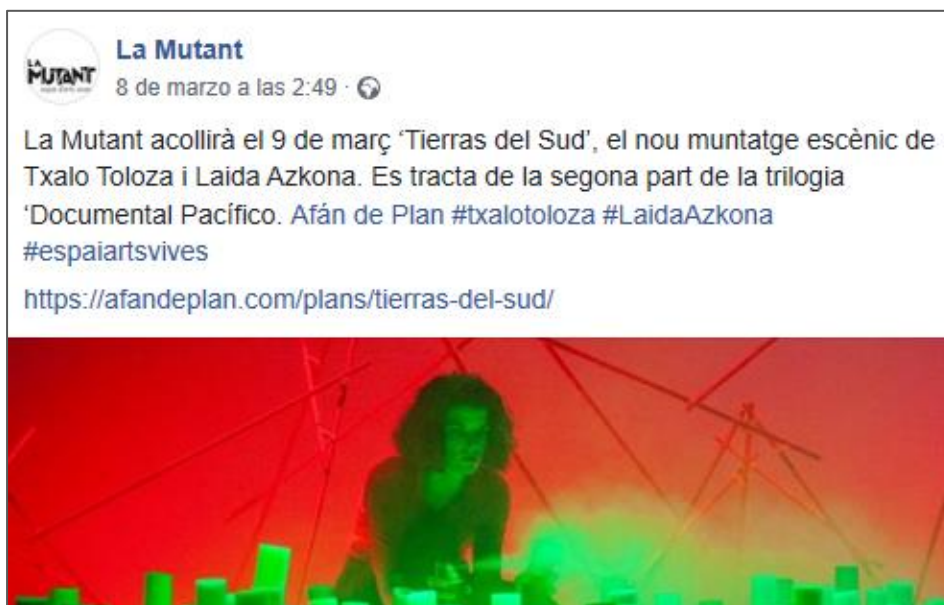 LA
MUTANT
La Mutant
8 de marzo a las 2:49 ·
La Mutant acollirà el 9 de març ‘Tierras del Sud’, el nou muntatge escènic de
Txalo Toloza i Laida Azkona. Es tracta de la segona part de la trilogia
‘Documental Pacífico. Afán de Plan #txalotoloza #LaidaAzkona
#espaiartsvives
https://afandeplan.com/plans/tierras-del-sud/